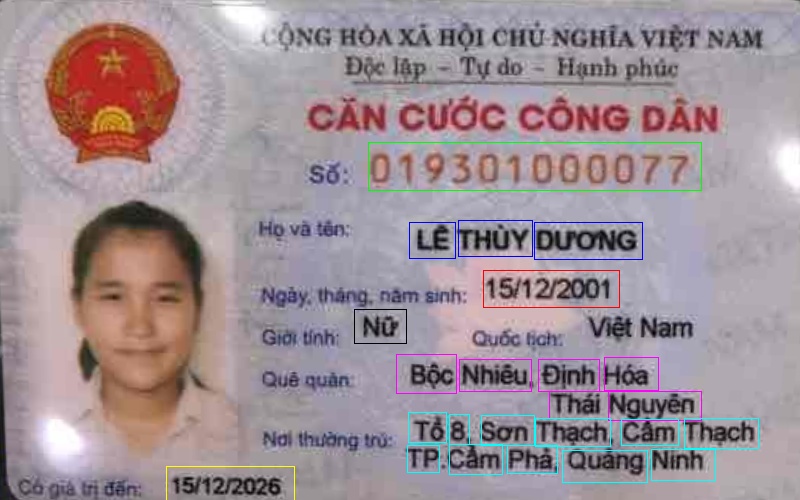 CỘNG HÒA XÃ HỘI CHỦ NGHĨA VIỆT NAM
Độc lập - Tự do - Hạnh phúc
CĂN CƯỚC CÔNG DÂN
Số: 019301000077
Họ và tên: LÊ THÙY DƯƠNG
Ngày, tháng, năm sinh: 15/12/2001
Giới tính: Nữ Quốc tịch: Việt Nam
Quê quán: Bộc Nhiêu, Định Hóa
Thái Nguyên
Nơi thường trú: Tổ 8, Sơn Thạch, Cẩm Thạch
TP.Cẩm Phả, Quảng Ninh
Có giá trị đến: 15/12/2026